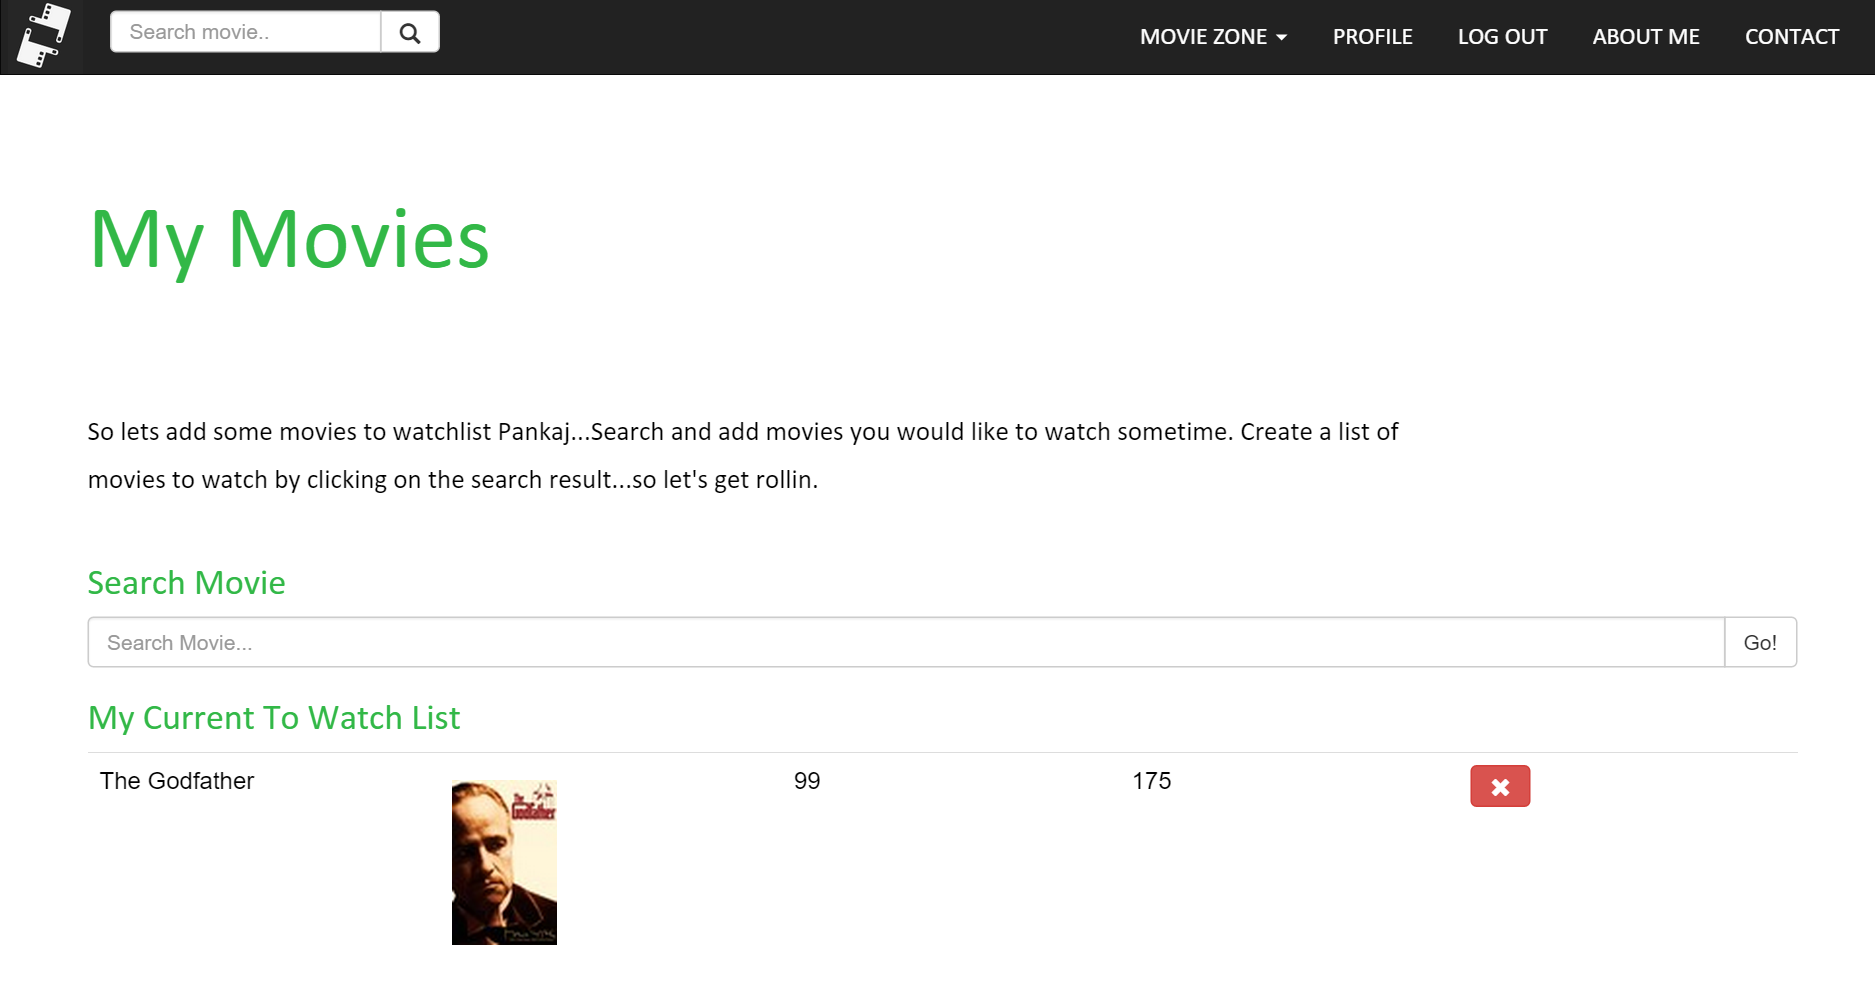 Search movie..
MOVIE ZONE
PROFILE
LOG OUT
ABOUT ME
CONTACT
My Movies
So lets add some movies to watchlist Pankaj...Search and add movies you would like to watch sometime. Create a list of
movies to watch by clicking on the search result...so let's get rollin.
Search Movie
Search Movie...
Go!
My Current To Watch List
The Godfather
The
Godfather
99
175